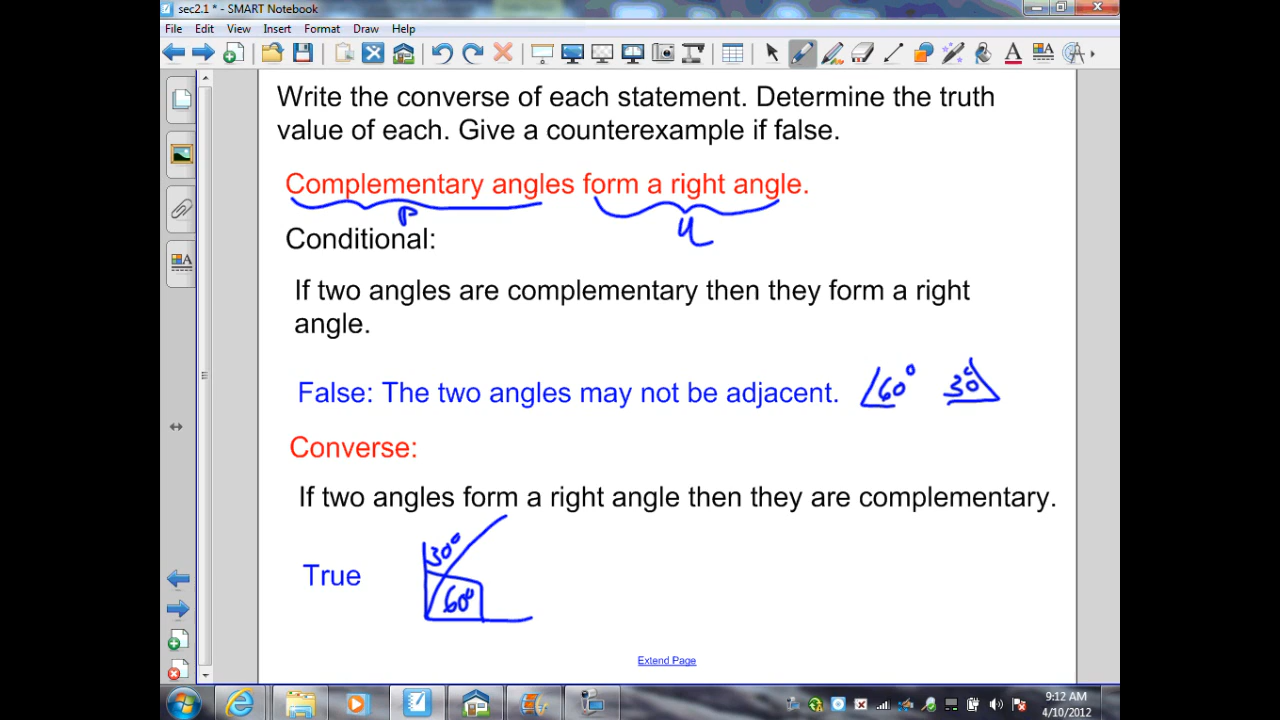 sec2.1 * - SMART Notebook
File Edit View Insert Format Draw Help
Write the converse of each statement. Determine the truth
value of each. Give a counterexample if false.
Complementary angles form a right angle.
P
q
Conditional:
If two angles are complementary then they form a right
angle.
False: The two angles may not be adjacent. 60° 30°
Converse:
If two angles form a right angle then they are complementary.
30°
True
60°
Extend Page
9:12 AM
4/10/2012